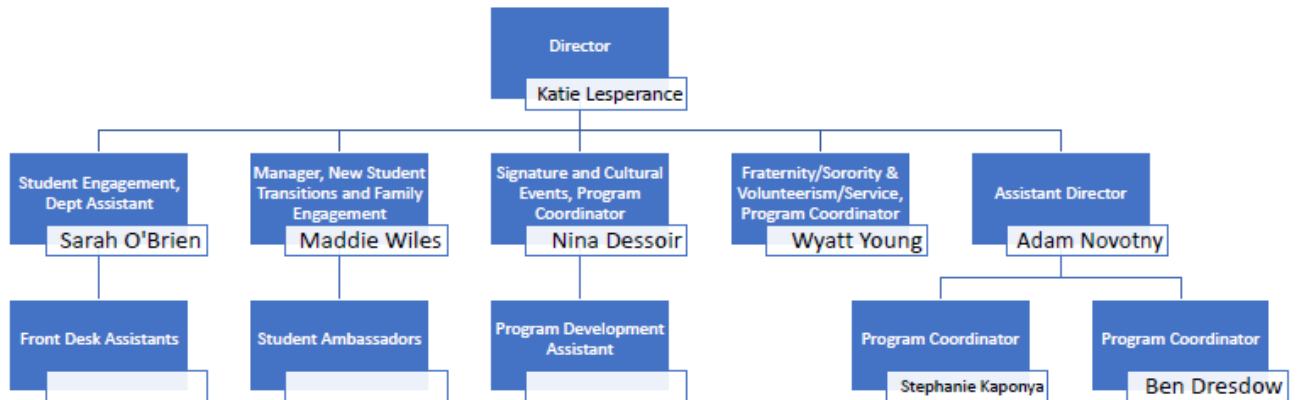 Director
Katie Lesperance
Student Engagement,
Dept Assistant
Sarah O'Brien
Manager, New Student
Transitions and Family
Engagement
Maddie Wiles
Signature and Cultural
Events, Program
Coordinator
Nina Dessoir
Fraternity/Sorority &
Volunteerism/Service,
Program Coordinator
Wyatt Young
Assistant Director
Adam Novotny
Front Desk Assistants
Student Ambassadors
Program Development
Assistant
Program Coordinator
Stephanie Kaponya
Program Coordinator
Ben Dresdow